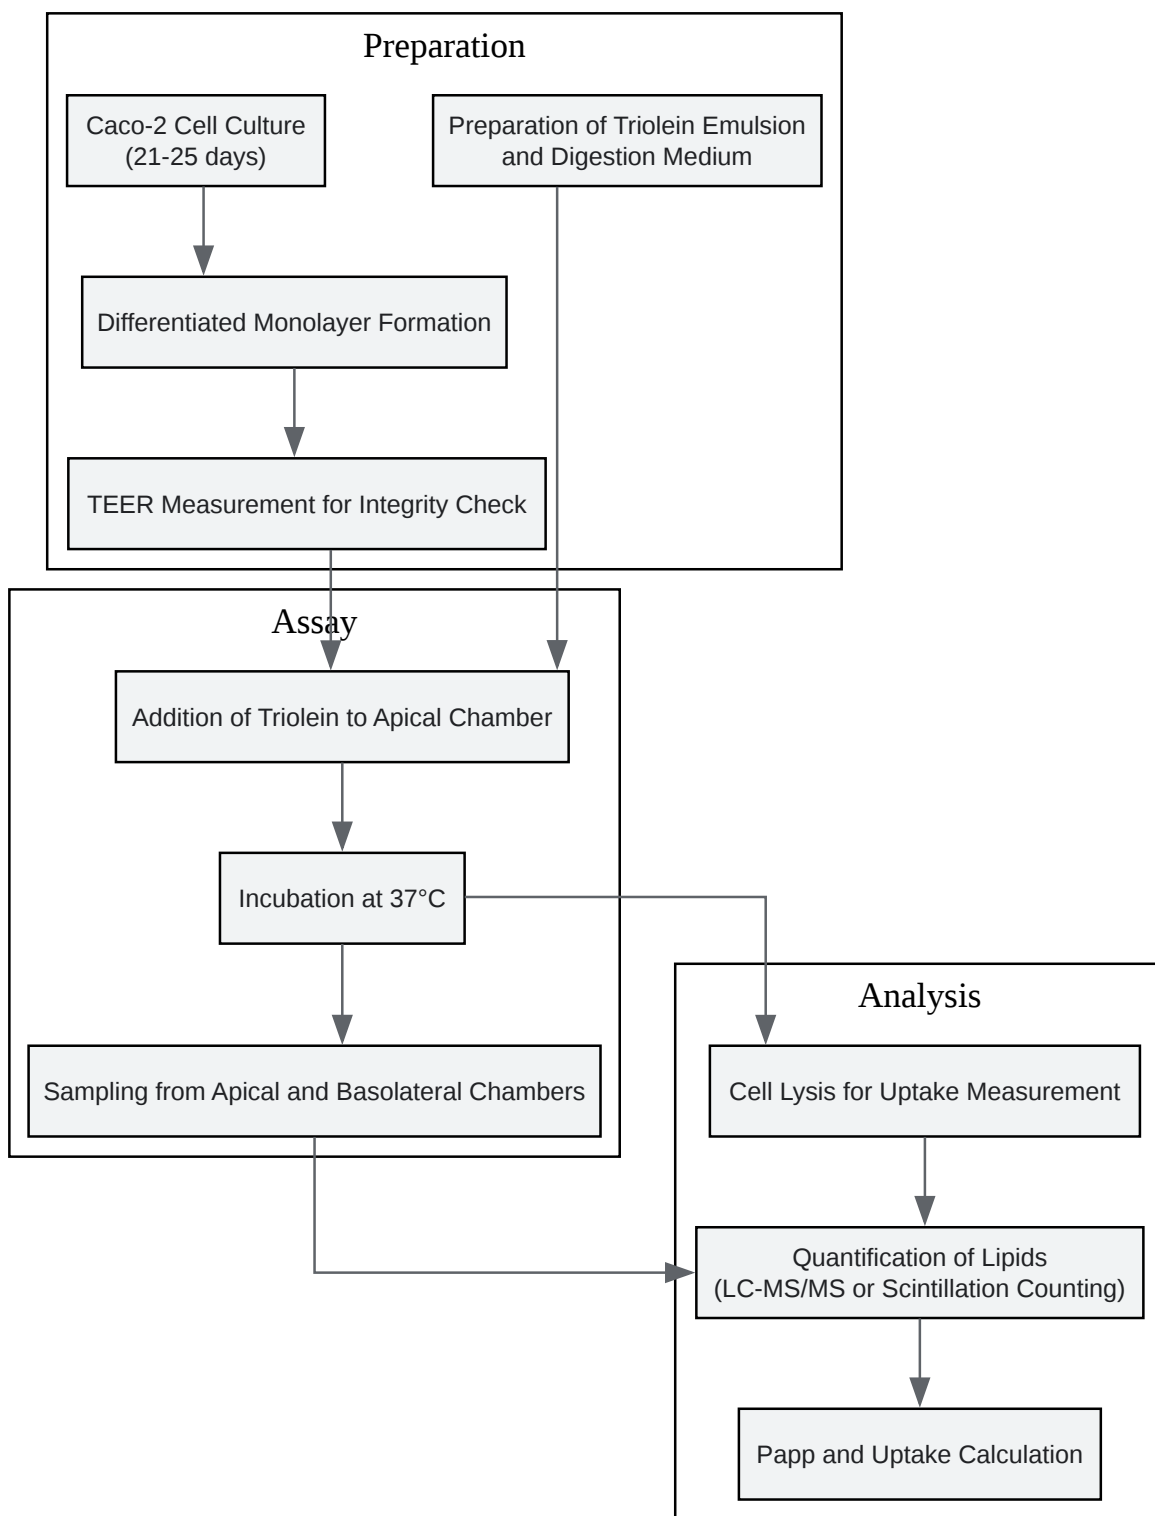 Preparation
Caco-2 Cell Culture
(21-25 days)
Preparation of Triolein Emulsion
and Digestion Medium
Differentiated Monolayer Formation
TEER Measurement for Integrity Check
Assay
Addition of Triolein to Apical Chamber
Incubation at 37°C
Sampling from Apical and Basolateral Chambers
Analysis
Cell Lysis for Uptake Measurement
Quantification of Lipids
(LC-MS/MS or Scintillation Counting)
Papp and Uptake Calculation